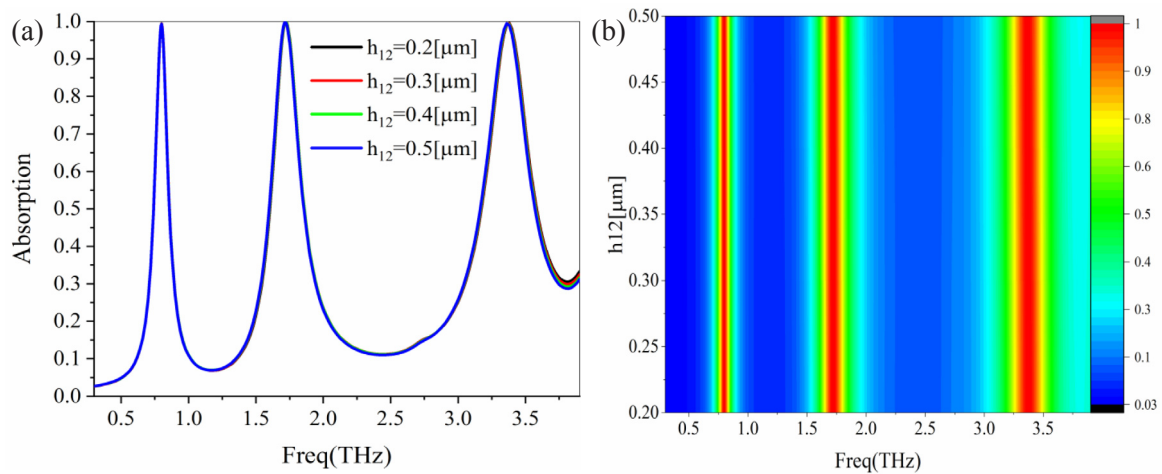 (a)
1.0
0.9
0.8
0.7
0.6
0.5
0.4
0.3
0.2
0.1
0.0
Absorption
h12=0.2[μm]
h12=0.3[μm]
h12=0.4[μm]
h12=0.5[μm]
0.5 1.0 1.5 2.0 2.5 3.0 3.5
Freq(THz)
(b)
0.50
0.45
0.40
0.35
0.30
0.25
0.20
h12[μm]
0.5 1.0 1.5 2.0 2.5 3.0 3.5
Freq(THz)
1
0.9
0.8
0.7
0.6
0.5
0.4
0.3
0.1
0.03